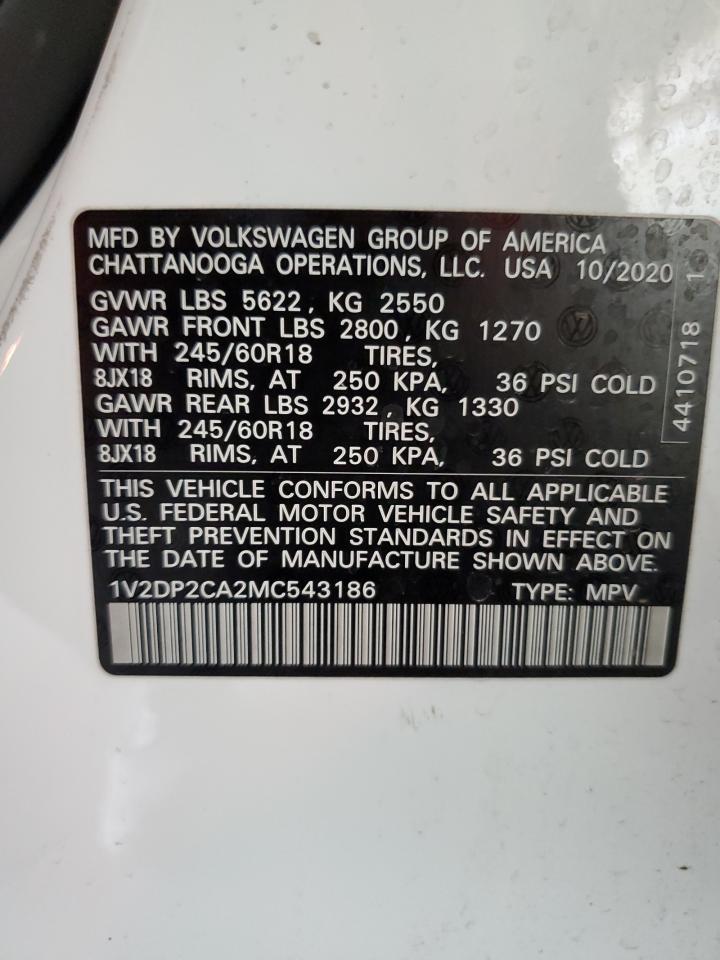 MFD BY VOLKSWAGEN GROUP OF AMERICA
CHATTANOOGA OPERATIONS, LLC. USA 10/2020
GVWR LBS 5622, KG 2550
GAWR FRONT LBS 2800, KG 1270
WITH 245/60R18 TIRES,
8JX18 RIMS, AT 250 KPA, 36 PSI COLD
GAWR REAR LBS 2932, KG 1330
WITH 245/60R18 TIRES,
8JX18 RIMS, AT 250 KPA, 36 PSI COLD
4410718 1
THIS VEHICLE CONFORMS TO ALL APPLICABLE
U.S. FEDERAL MOTOR VEHICLE SAFETY AND
THEFT PREVENTION STANDARDS IN EFFECT ON
THE DATE OF MANUFACTURE SHOWN ABOVE.
1V2DP2CA2MC543186 TYPE: MPV